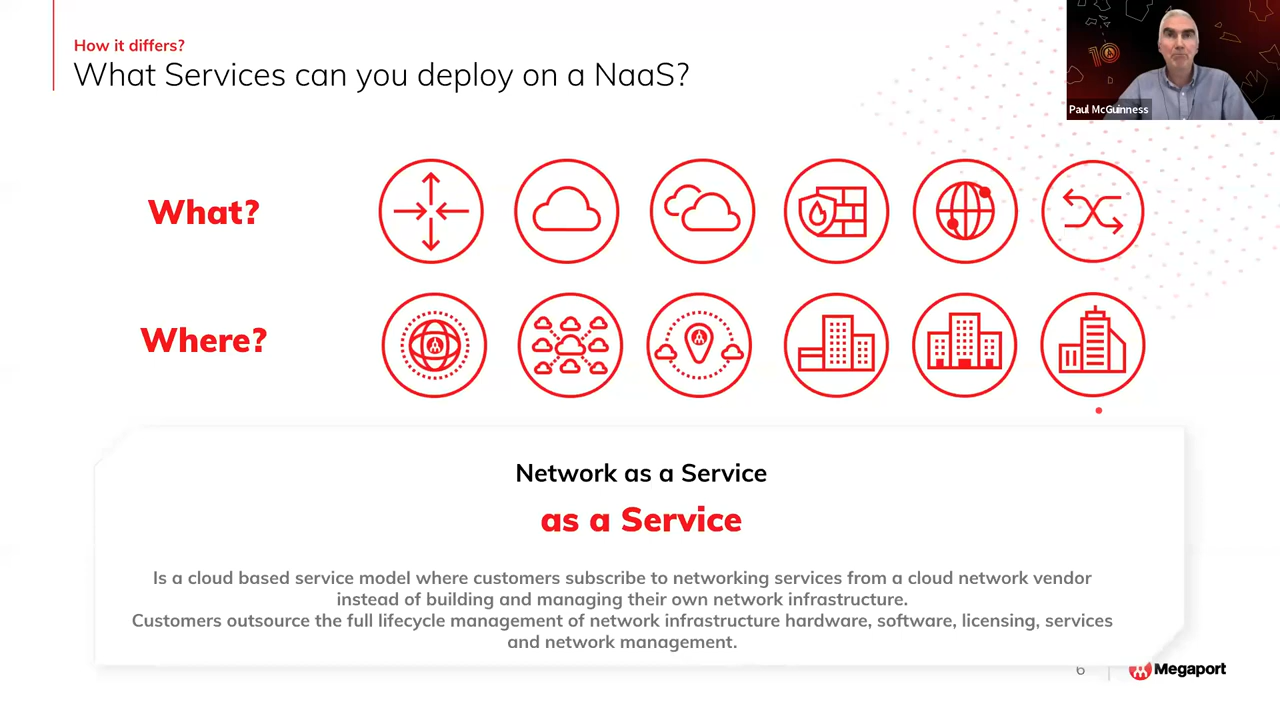 How it differs?
What Services can you deploy on a NaaS?
Paul McGuinness
10
What?
Where?
Network as a Service
as a Service
Is a cloud based service model where customers subscribe to networking services from a cloud network vendor
instead of building and managing their own network infrastructure.
Customers outsource the full lifecycle management of network infrastructure hardware, software, licensing, services
and network management.
6
Megaport